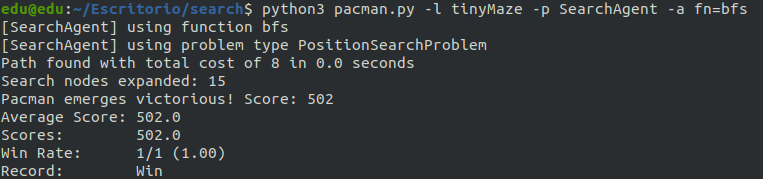 edu@edu:~/Escritorio/search$ python3 pacman.py -l tinyMaze -p SearchAgent -a fn=bfs
[SearchAgent] using function bfs
[SearchAgent] using problem type PositionSearchProblem
Path found with total cost of 8 in 0.0 seconds
Search nodes expanded: 15
Pacman emerges victorious! Score: 502
Average Score: 502.0
Scores:        502.0
Win Rate:      1/1 (1.00)
Record:        Win